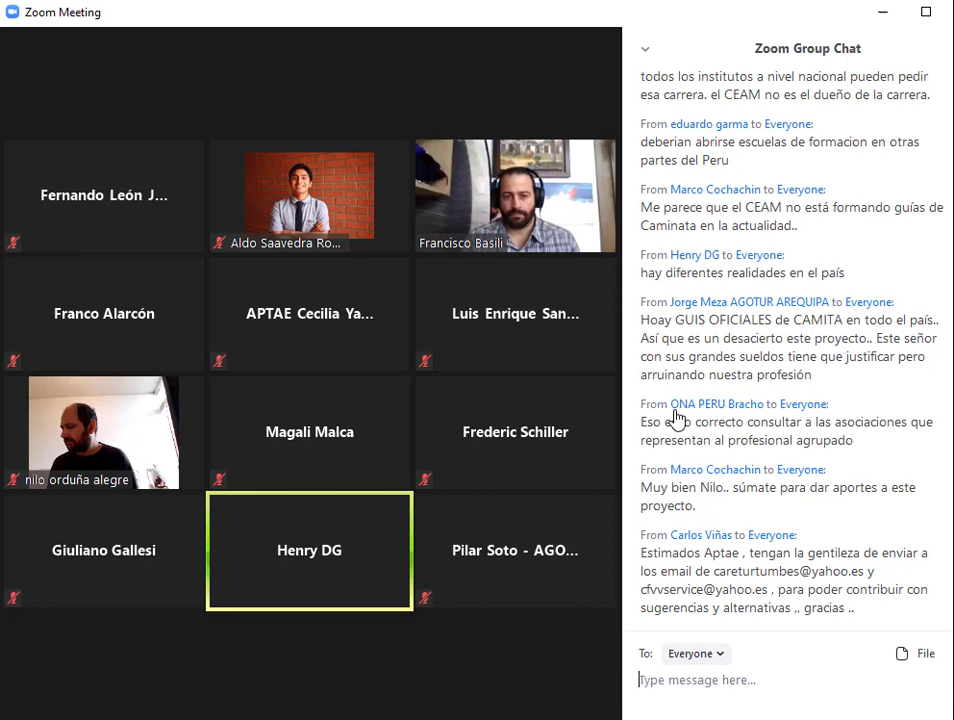 Zoom Meeting
Fernando León J...
Aldo Saavedra Ro...
Francisco Basili
Franco Alarcón
APTAE Cecilia Ya...
Luis Enrique San...
nilo orduña alegre
Magali Malca
Frederic Schiller
Giuliano Gallesi
Henry DG
Pilar Soto - AGO...
Zoom Group Chat
todos los institutos a nivel nacional pueden pedir
esa carrera. el CEAM no es el dueño de la carrera.
From eduardo garma to Everyone:
deberian abrirse escuelas de formacion en otras
partes del Peru
From Marco Cochachin to Everyone:
Me parece que el CEAM no está formando guías de
Caminata en la actualidad..
From Henry DG to Everyone:
hay diferentes realidades en el país
From Jorge Meza AGOTUR AREQUIPA to Everyone:
Hoay GUIS OFICIALES de CAMITA en todo el país..
Así que es un desacierto este proyecto.. Este señor
con sus grandes sueldos tiene que justificar pero
arruinando nuestra profesión
From ONA PERU Bracho to Everyone:
Eso es lo correcto consultar a las asociaciones que
representan al profesional agrupado
From Marco Cochachin to Everyone:
Muy bien Nilo.. súmate para dar aportes a este
proyecto.
From Carlos Viñas to Everyone:
Estimados Aptae , tengan la gentileza de enviar a
los email de careturtumbes@yahoo.es y
cfvvservice@yahoo.es , para poder contribuir con
sugerencias y alternativas ,, gracias ..
To: Everyone File
Type message here...